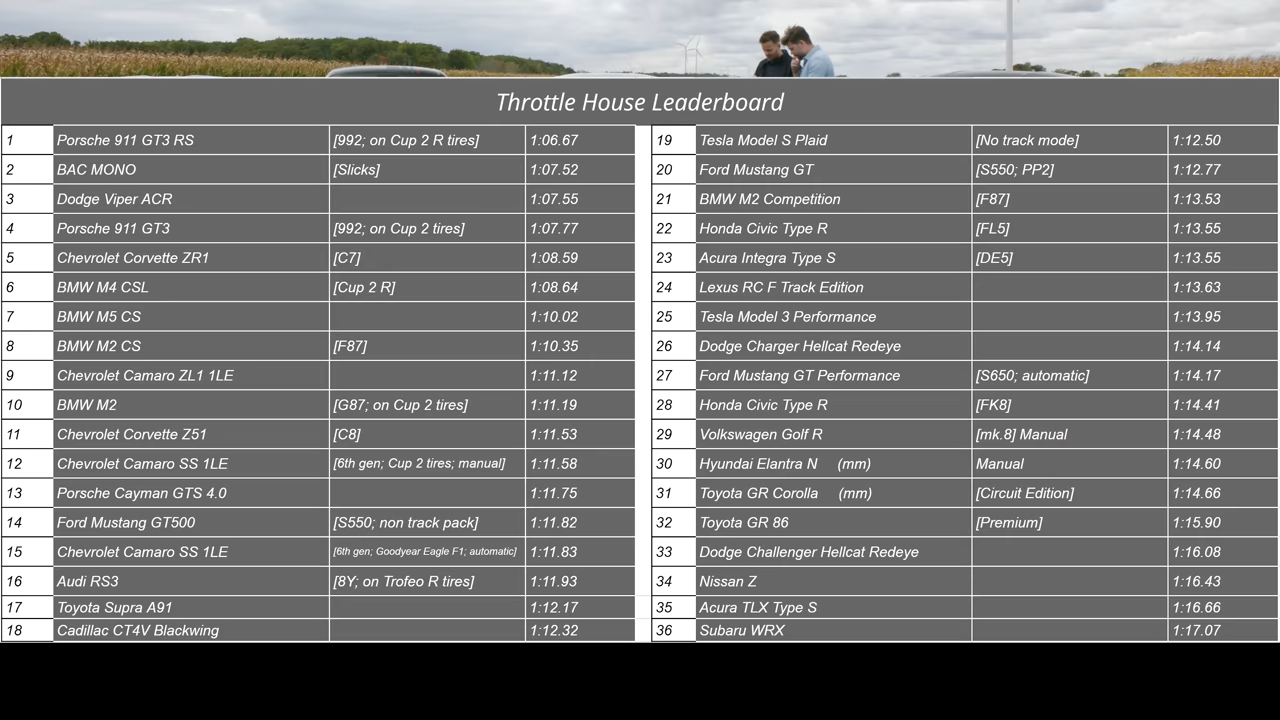 Throttle House Leaderboard
1 Porsche 911 GT3 RS [992; on Cup 2 R tires] 1:06.67
2 BAC MONO [Slicks] 1:07.52
3 Dodge Viper ACR 1:07.55
4 Porsche 911 GT3 [992; on Cup 2 tires] 1:07.77
5 Chevrolet Corvette ZR1 [C7] 1:08.59
6 BMW M4 CSL [Cup 2 R] 1:08.64
7 BMW M5 CS 1:10.02
8 BMW M2 CS [F87] 1:10.35
9 Chevrolet Camaro ZL1 1LE 1:11.12
10 BMW M2 [G87; on Cup 2 tires] 1:11.19
11 Chevrolet Corvette Z51 [C8] 1:11.53
12 Chevrolet Camaro SS 1LE [6th gen; Cup 2 tires; manual] 1:11.58
13 Porsche Cayman GTS 4.0 1:11.75
14 Ford Mustang GT500 [S550; non track pack] 1:11.82
15 Chevrolet Camaro SS 1LE [6th gen; Goodyear Eagle F1; automatic] 1:11.83
16 Audi RS3 [8Y; on Trofeo R tires] 1:11.93
17 Toyota Supra A91 1:12.17
18 Cadillac CT4V Blackwing 1:12.32
19 Tesla Model S Plaid [No track mode] 1:12.50
20 Ford Mustang GT [S550; PP2] 1:12.77
21 BMW M2 Competition [F87] 1:13.53
22 Honda Civic Type R [FL5] 1:13.55
23 Acura Integra Type S [DE5] 1:13.55
24 Lexus RC F Track Edition 1:13.63
25 Tesla Model 3 Performance 1:13.95
26 Dodge Charger Hellcat Redeye 1:14.14
27 Ford Mustang GT Performance [S650; automatic] 1:14.17
28 Honda Civic Type R [FK8] 1:14.41
29 Volkswagen Golf R [mk.8] Manual 1:14.48
30 Hyundai Elantra N (mm) Manual 1:14.60
31 Toyota GR Corolla (mm) [Circuit Edition] 1:14.66
32 Toyota GR 86 [Premium] 1:15.90
33 Dodge Challenger Hellcat Redeye 1:16.08
34 Nissan Z 1:16.43
35 Acura TLX Type S 1:16.66
36 Subaru WRX 1:17.07